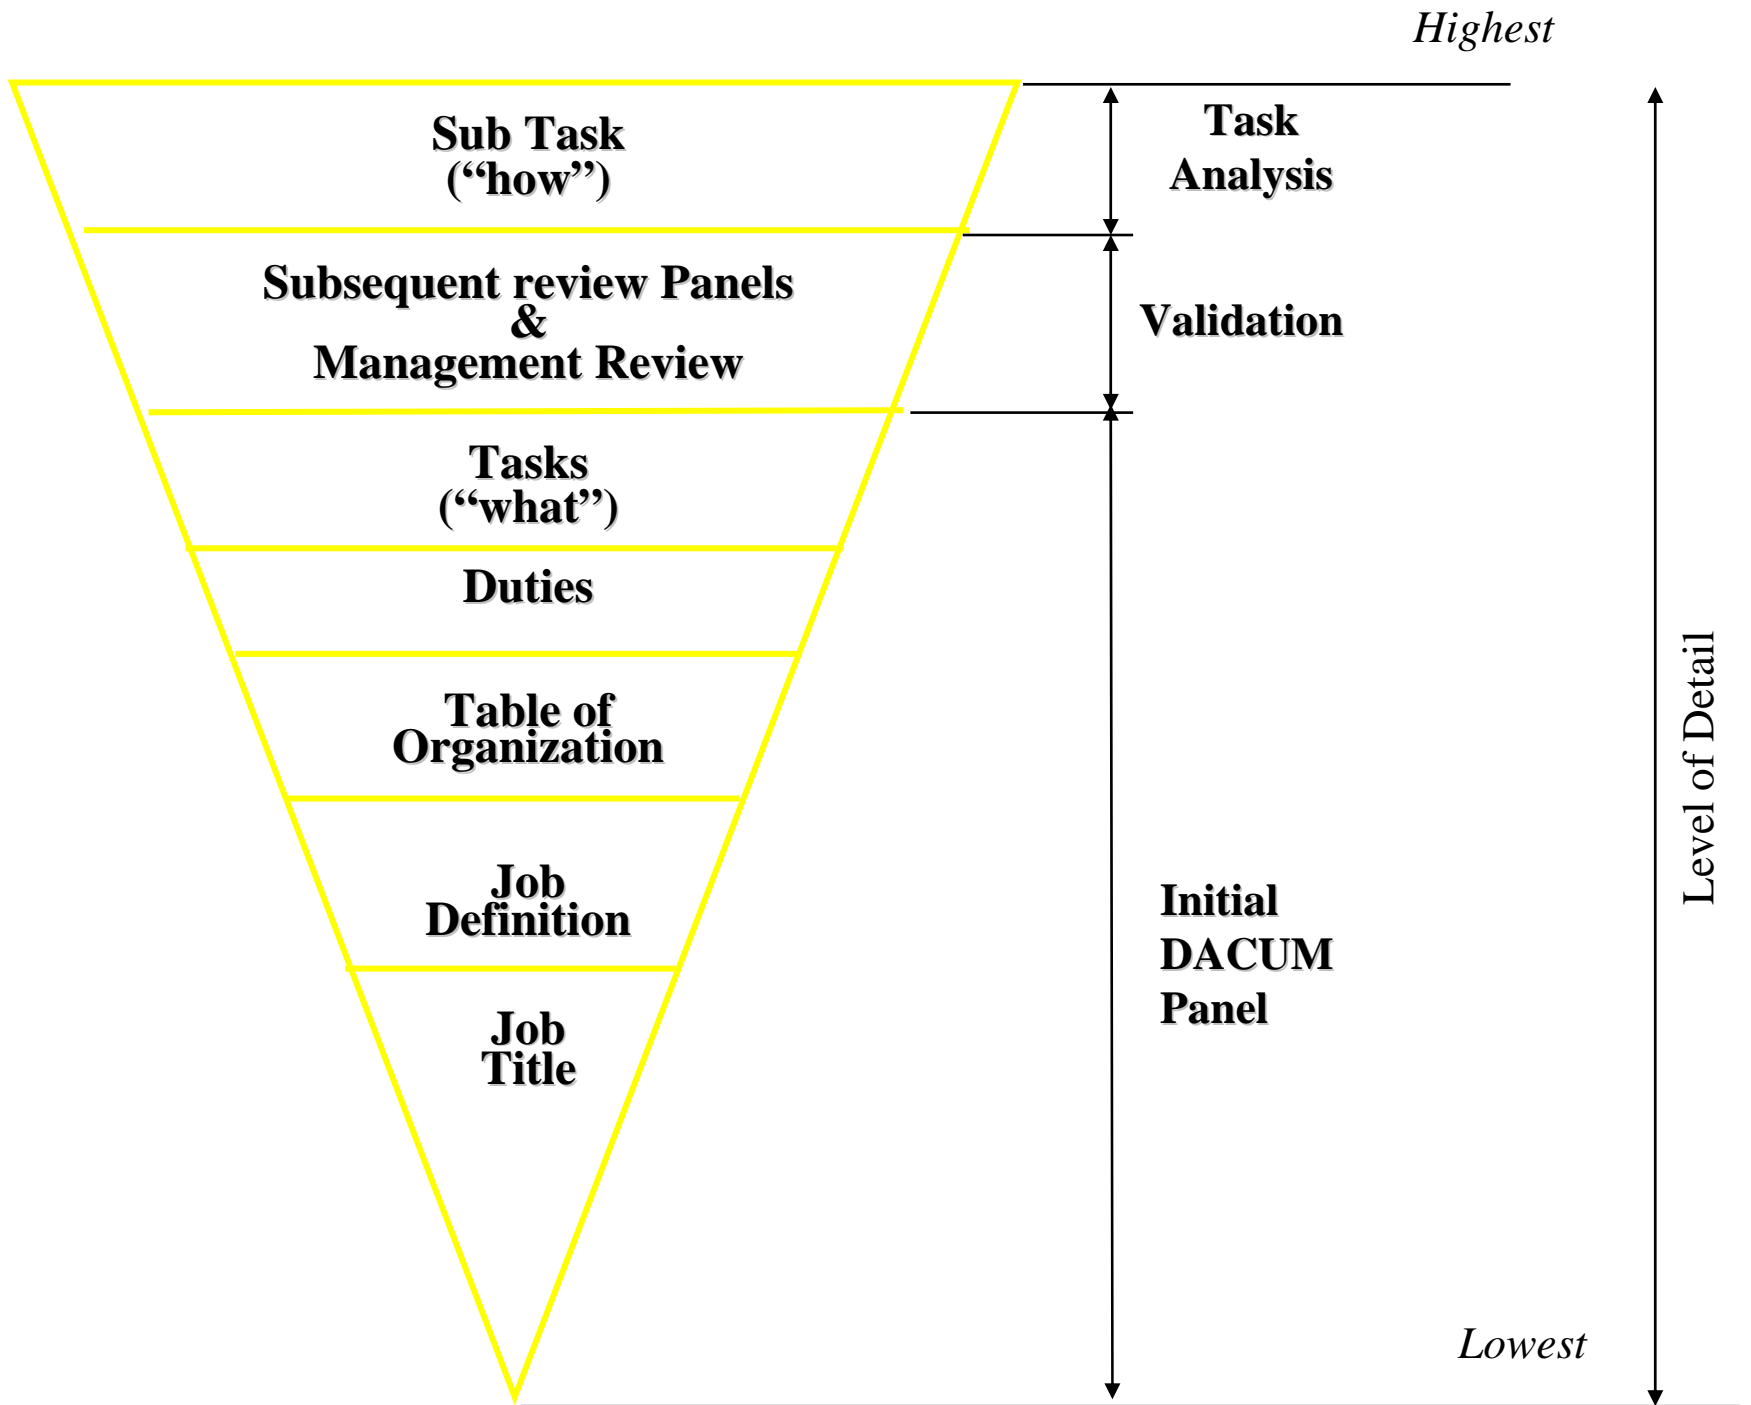 Highest
Sub Task
(“how”)
Task
Analysis
Subsequent review Panels
&
Management Review
Validation
Tasks
(“what”)
Duties
Table of
Organization
Job
Definition
Job
Title
Initial
DACUM
Panel
Level of Detail
Lowest